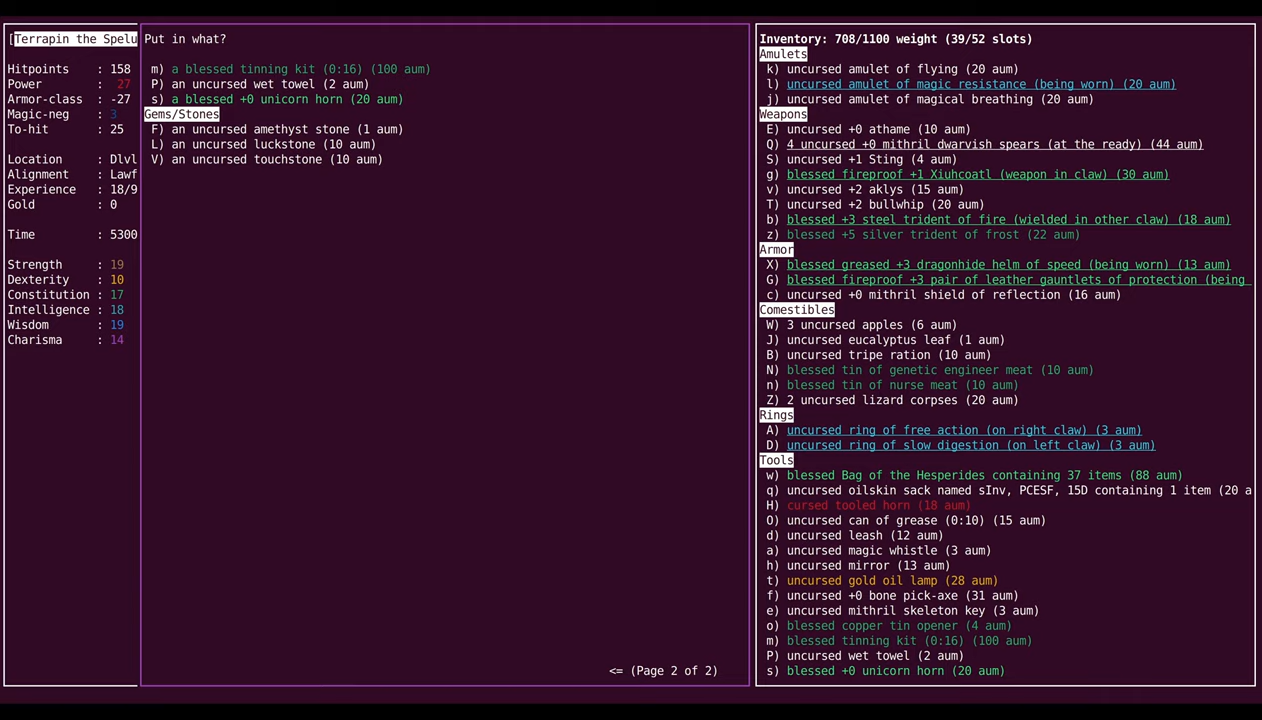 [Terrapin the Spelu
Hitpoints : 158
Power : 27
Armor-class : -27
Magic-neg : 3
To-hit : 25
Location : Dlvl
Alignment : Lawf
Experience : 18/9
Gold : 0
Time : 5300
Strength : 19
Dexterity : 10
Constitution : 17
Intelligence : 18
Wisdom : 19
Charisma : 14
Put in what?
m) a blessed tinning kit (0:16) (100 aum)
P) an uncursed wet towel (2 aum)
s) a blessed +0 unicorn horn (20 aum)
Gems/Stones
F) an uncursed amethyst stone (1 aum)
L) an uncursed luckstone (10 aum)
V) an uncursed touchstone (10 aum)
<= (Page 2 of 2)
Inventory: 708/1100 weight (39/52 slots)
Amulets
k) uncursed amulet of flying (20 aum)
l) uncursed amulet of magic resistance (being worn) (20 aum)
j) uncursed amulet of magical breathing (20 aum)
Weapons
E) uncursed +0 athame (10 aum)
Q) 4 uncursed +0 mithril dwarvish spears (at the ready) (44 aum)
S) uncursed +1 Sting (4 aum)
g) blessed fireproof +1 Xiuhcoatl (weapon in claw) (30 aum)
v) uncursed +2 aklys (15 aum)
T) uncursed +2 bullwhip (20 aum)
b) blessed +3 steel trident of fire (wielded in other claw) (18 aum)
z) blessed +5 silver trident of frost (22 aum)
Armor
X) blessed greased +3 dragonhide helm of speed (being worn) (13 aum)
G) blessed fireproof +3 pair of leather gauntlets of protection (being
c) uncursed +0 mithril shield of reflection (16 aum)
Comestibles
W) 3 uncursed apples (6 aum)
J) uncursed eucalyptus leaf (1 aum)
B) uncursed tripe ration (10 aum)
N) blessed tin of genetic engineer meat (10 aum)
n) blessed tin of nurse meat (10 aum)
Z) 2 uncursed lizard corpses (20 aum)
Rings
A) uncursed ring of free action (on right claw) (3 aum)
D) uncursed ring of slow digestion (on left claw) (3 aum)
Tools
w) blessed Bag of the Hesperides containing 37 items (88 aum)
q) uncursed oilskin sack named sInv, PCESF, 15D containing 1 item (20 a
H) cursed tooled horn (18 aum)
O) uncursed can of grease (0:10) (15 aum)
d) uncursed leash (12 aum)
a) uncursed magic whistle (3 aum)
h) uncursed mirror (13 aum)
t) uncursed gold oil lamp (28 aum)
f) uncursed +0 bone pick-axe (31 aum)
e) uncursed mithril skeleton key (3 aum)
o) blessed copper tin opener (4 aum)
m) blessed tinning kit (0:16) (100 aum)
P) uncursed wet towel (2 aum)
s) blessed +0 unicorn horn (20 aum)